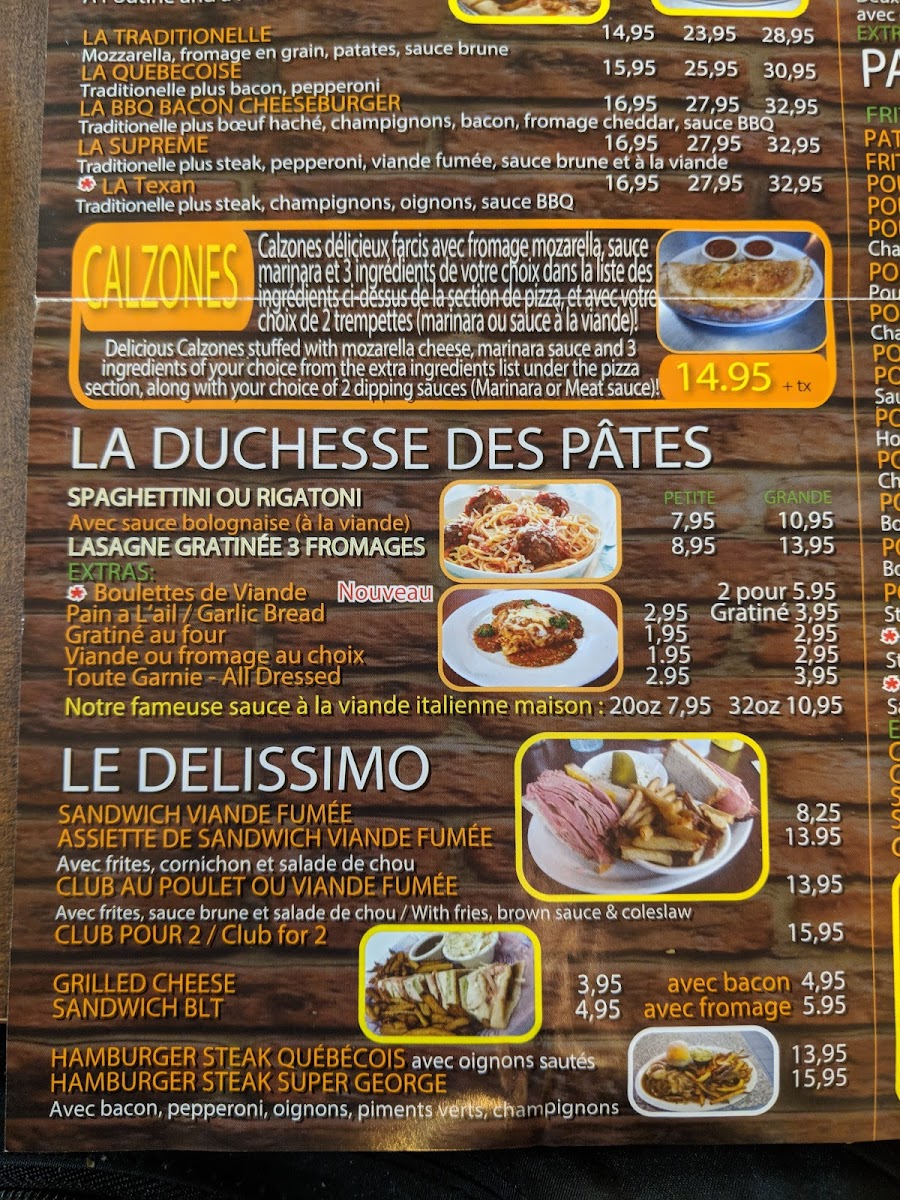 LA TRADITIONELLE 14,95 23,95 28,95
Mozzarella, fromage en grain, patates, sauce brune
LA QUEBECOISE 15,95 25,95 30,95
Traditionelle plus bacon, pepperoni
LA BBQ BACON CHEESEBURGER 16,95 27,95 32,95
Traditionelle plus bœuf haché, champignons, bacon, fromage cheddar, sauce BBQ
LA SUPREME 16,95 27,95 32,95
Traditionelle plus steak, pepperoni, viande fumée, sauce brune et à la viande
LA Texan 16,95 27,95 32,95
Traditionelle plus steak, champignons, oignons, sauce BBQ
CALZONES
Calzones délicieux farcis avec fromage mozarella, sauce
marinara et 3 ingrédients de votre choix dans la liste des
ingrédients ci-dessus de la section de pizza, et avec votre
choix de 2 trempettes (marinara ou sauce à la viande)!
Delicious Calzones stuffed with mozarella cheese, marinara sauce and 3
ingredients of your choice from the extra ingredients list under the pizza
section, along with your choice of 2 dipping sauces (Marinara or Meat sauce)!
14.95 + tx
LA DUCHESSE DES PÂTES
SPAGHETTINI OU RIGATONI PETITE GRANDE
Avec sauce bolognaise (à la viande) 7,95 10,95
LASAGNE GRATINÉE 3 FROMAGES 8,95 13,95
EXTRAS:
Boulettes de Viande Nouveau 2 pour 5.95
Pain a L'ail / Garlic Bread 2,95 Gratiné 3,95
Gratiné au four 1,95 2,95
Viande ou fromage au choix 1.95 2,95
Toute Garnie - All Dressed 2.95 3,95
Notre fameuse sauce à la viande italienne maison : 20oz 7,95 32oz 10,95
LE DELISSIMO
SANDWICH VIANDE FUMÉE 8,25
ASSIETTE DE SANDWICH VIANDE FUMÉE 13.95
Avec frites, cornichon et salade de chou
CLUB AU POULET OU VIANDE FUMÉE 13,95
Avec frites, sauce brune et salade de chou / With fries, brown sauce & coleslaw
CLUB POUR 2 / Club for 2 15,95
GRILLED CHEESE 3,95 avec bacon 4,95
SANDWICH BLT 4,95 avec fromage 5.95
HAMBURGER STEAK QUÉBÉCOIS avec oignons sautés 13,95
HAMBURGER STEAK SUPER GEORGE 15,95
Avec bacon, pepperoni, oignons, piments verts, champignons
avec